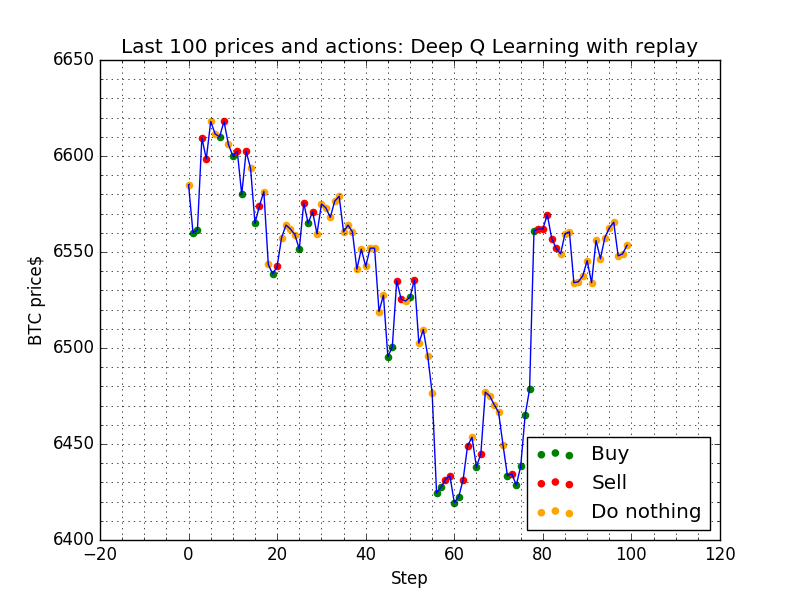 Last 100 prices and actions: Deep Q Learning with replay
6650
6600
6550
6500
6450
6400
BTC price$
Buy
Sell
Do nothing
−20 0 20 40 60 80 100 120
Step